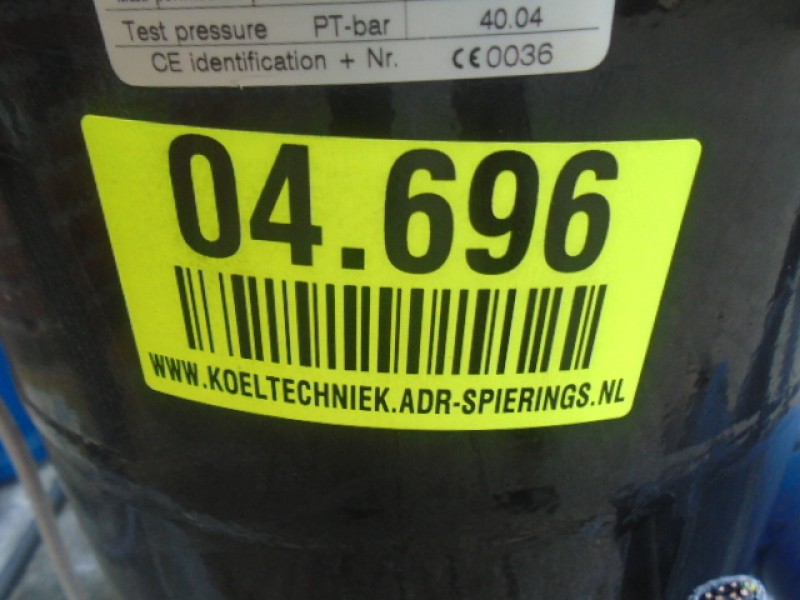 Test pressure PT-bar 40.04
CE identification + Nr. CE0036
04.696
WWW.KOELTECHNIEK.ADR-SPIERINGS.NL